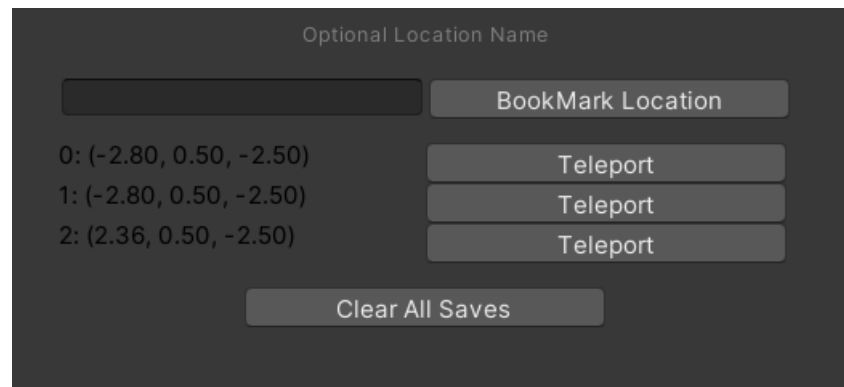 Optional Location Name
BookMark Location
0: (-2.80, 0.50, -2.50) Teleport
1: (-2.80, 0.50, -2.50) Teleport
2: (2.36, 0.50, -2.50) Teleport
Clear All Saves